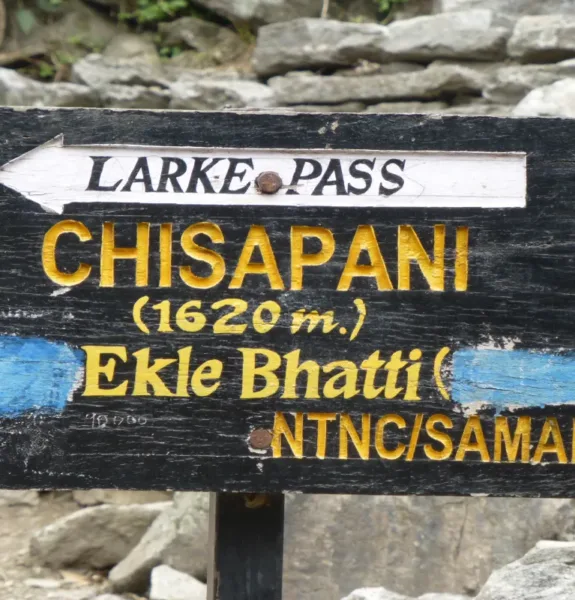 LARKE PASS
CHISAPANI
(1620 m.)
Ekle Bhatti (
NTNC/SAMA